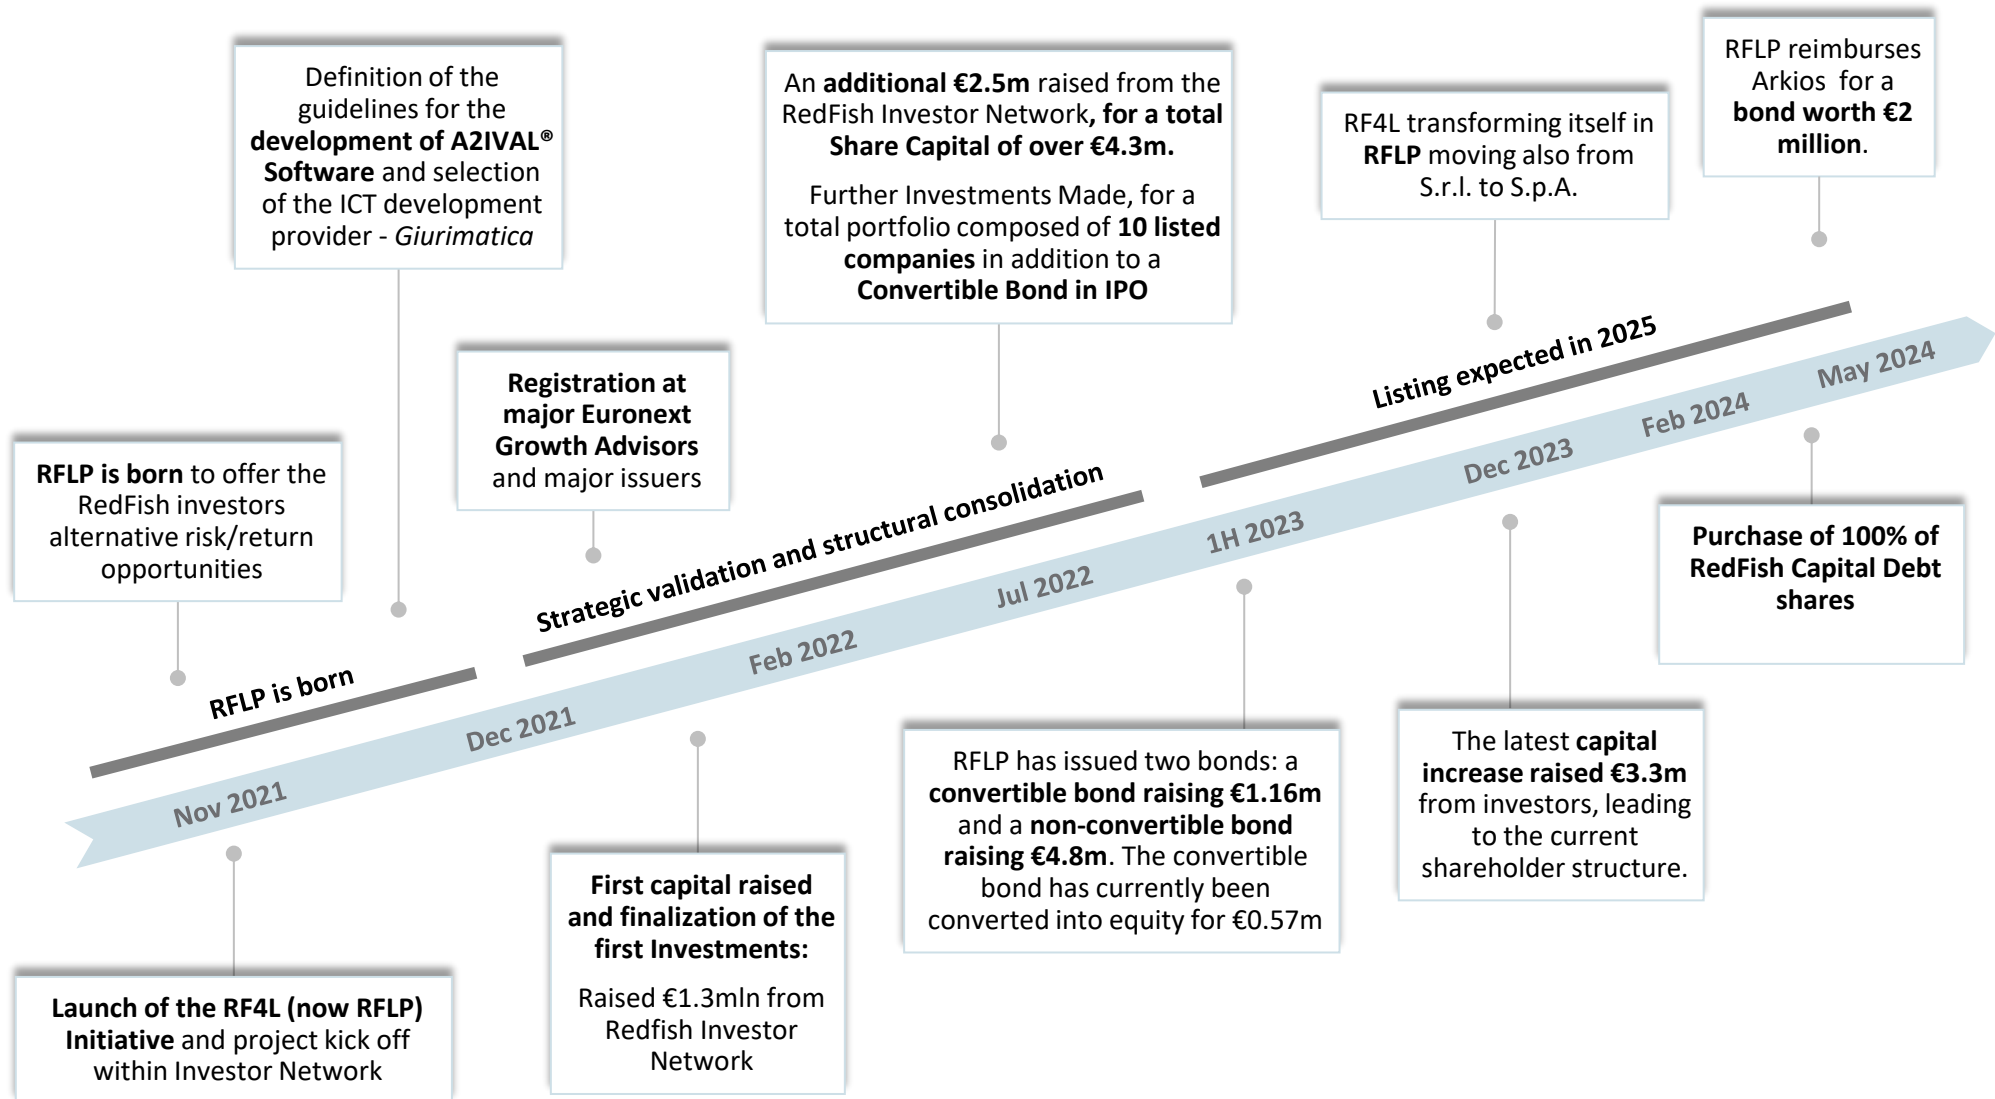 Definition of the
guidelines for the
development of A2IVAL®
Software and selection
of the ICT development
provider - Giurimatica
An additional €2.5m raised from the
RedFish Investor Network, for a total
Share Capital of over €4.3m.
Further Investments Made, for a
total portfolio composed of 10 listed
companies in addition to a
Convertible Bond in IPO
RF4L transforming itself in
RFLP moving also from
S.r.l. to S.p.A.
RFLP reimburses
Arkios for a
bond worth €2
million.
RFLP is born to offer the
RedFish investors
alternative risk/return
opportunities
Registration at
major Euronext
Growth Advisors
and major issuers
RFLP is born
Strategic validation and structural consolidation
Listing expected in 2025
Nov 2021
Dec 2021
Feb 2022
Jul 2022
1H 2023
Dec 2023
Feb 2024
May 2024
Launch of the RF4L (now RFLP)
Initiative and project kick off
within Investor Network
First capital raised
and finalization of the
first Investments:
Raised €1.3mln from
Redfish Investor
Network
RFLP has issued two bonds: a
convertible bond raising €1.16m
and a non-convertible bond
raising €4.8m. The convertible
bond has currently been
converted into equity for €0.57m
The latest capital
increase raised €3.3m
from investors, leading
to the current
shareholder structure.
Purchase of 100% of
RedFish Capital Debt
shares